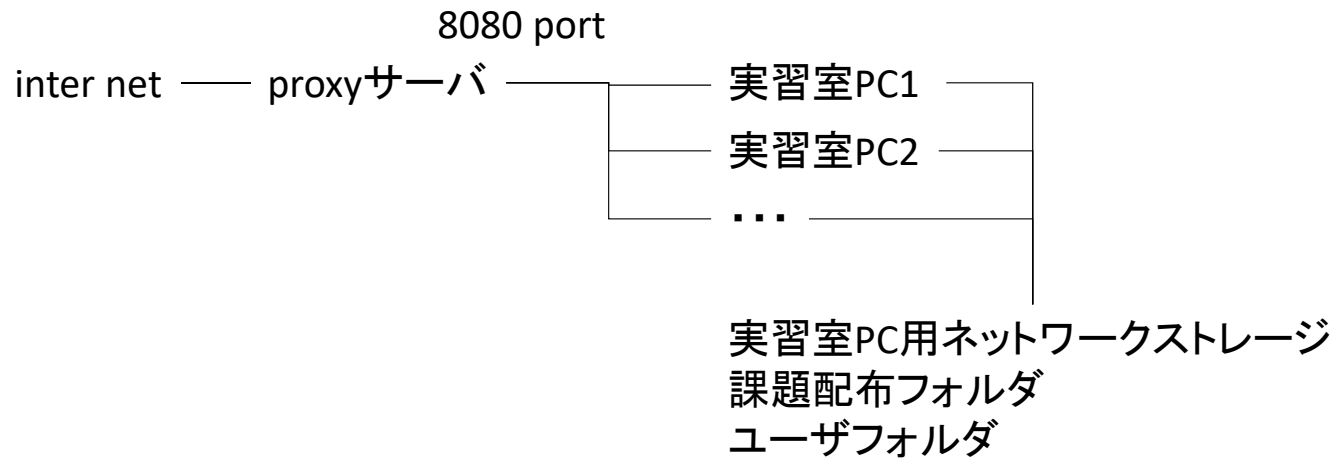 8080 port
inter net
proxyサーバ
実習室PC1
実習室PC2
・・・
実習室PC用ネットワークストレージ
課題配布フォルダ
ユーザフォルダ